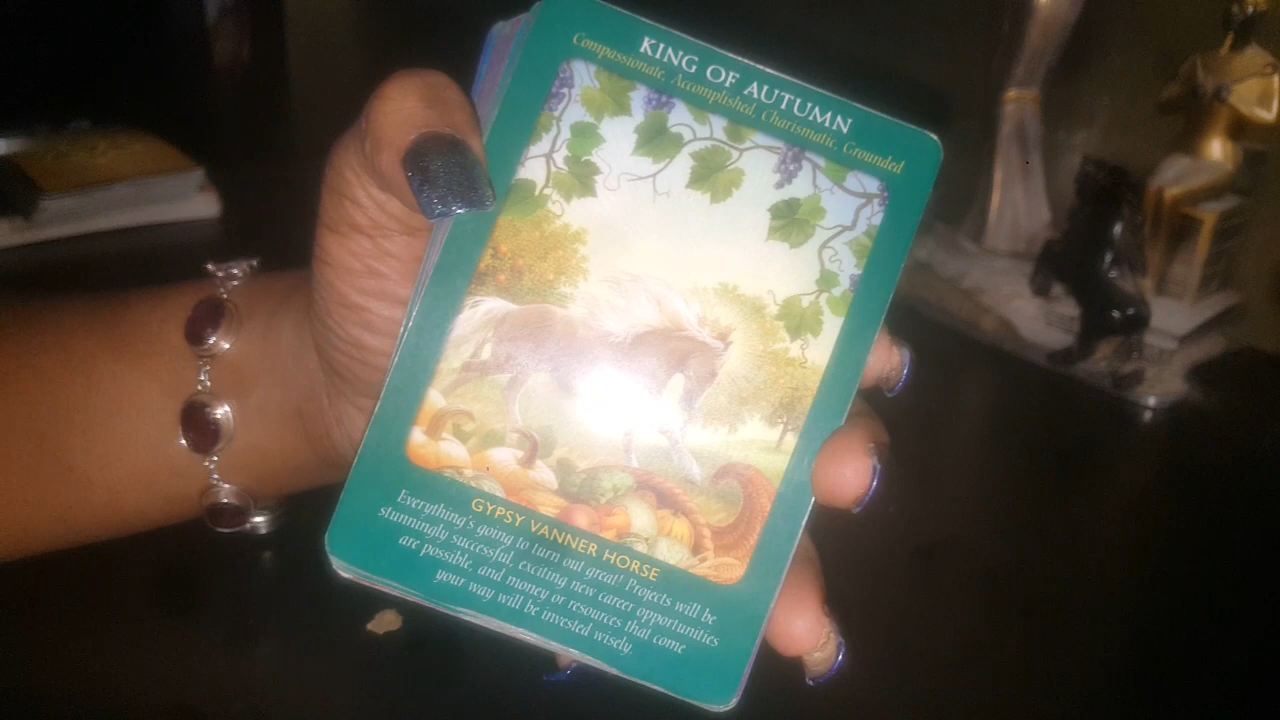 KING OF AUTUMN
Compassionate, Accomplished, Charismatic, Grounded
GYPSY VANNER HORSE
Everything's going to turn out great! Projects will be
stunningly successful, exciting new career opportunities
are possible, and money or resources that come
your way will be invested wisely.